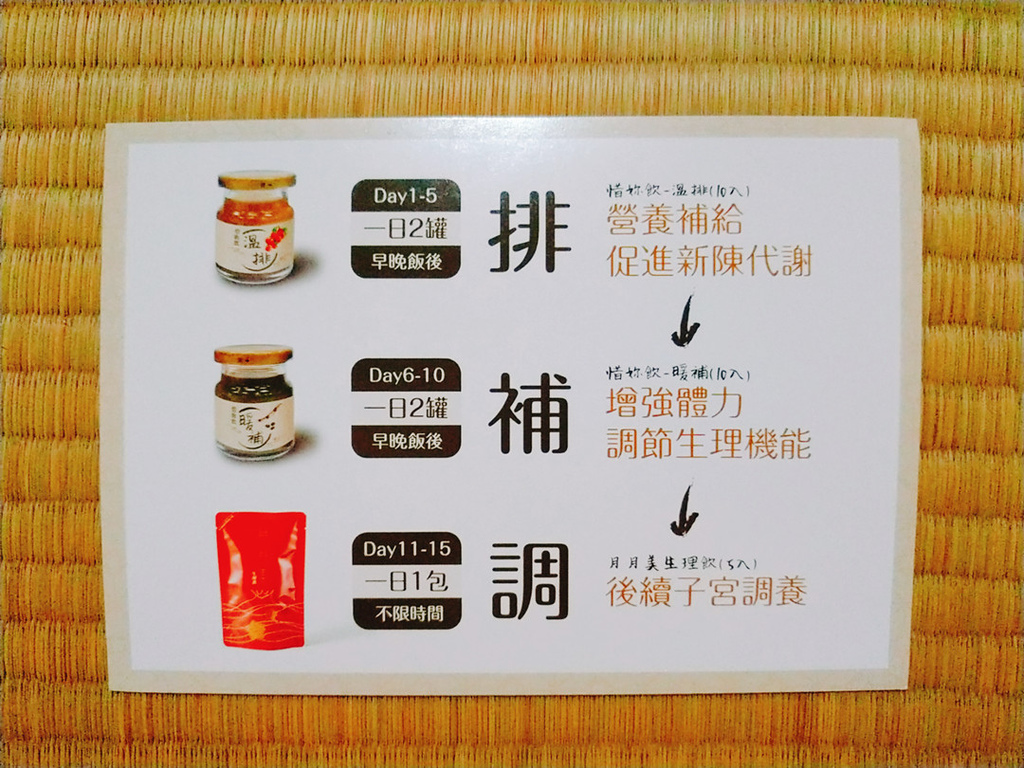 Day1-5
一日2罐
早晚飯後
排
惜妳飲-溫排(10入)
營養補給
促進新陳代謝
溫排
Day6-10
一日2罐
早晚飯後
補
惜妳飲-暖補(10入)
增強體力
調節生理機能
暖補
Day11-15
一日1包
不限時間
調
月月美生理飲(5入)
後續子宮調養